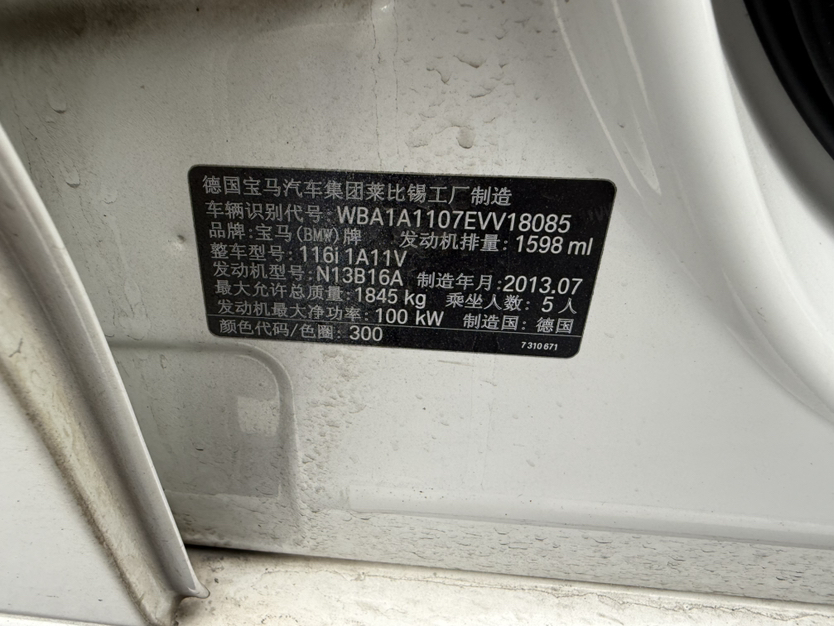 德国宝马汽车集团莱比锡工厂制造
车辆识别代号: WBA1A1107EVV18085
品牌:宝马(BMW)牌 发动机排量: 1598 ml
整车型号: 116i 1A11V
发动机型号: N13B16A 制造年月: 2013.07
最大允许总质量: 1845 kg 乘坐人数: 5 人
发动机最大净功率: 100 kW 制造国: 德国
颜色代码/色圈: 300
7310671